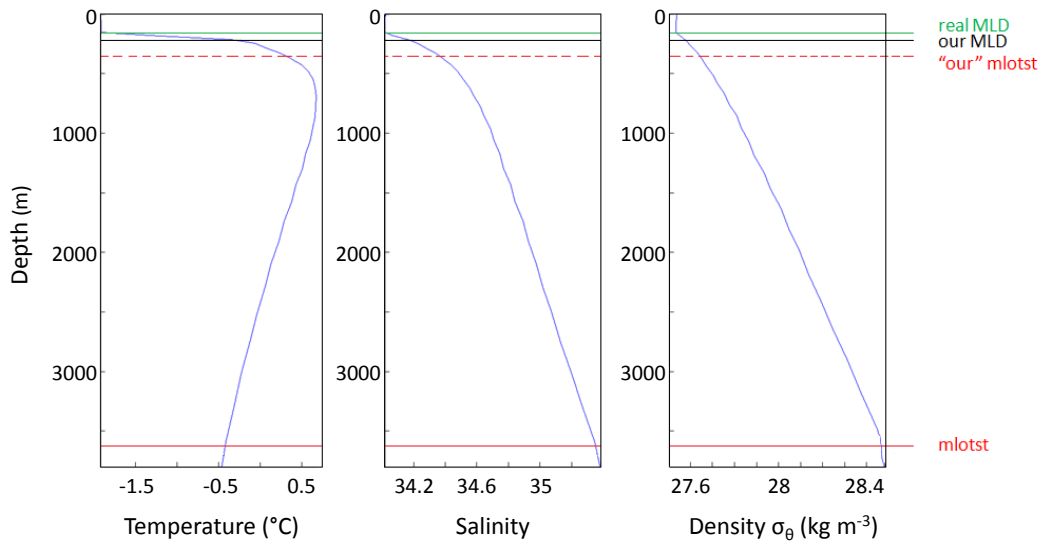 0
1000
2000
3000
Depth (m)
-1.5
-0.5
0.5
Temperature (°C)
0
1000
2000
3000
34.2
34.6
35
Salinity
0
1000
2000
3000
27.6
28
28.4
Density σθ (kg m-3)
real MLD
our MLD
“our” mlotst
mlotst